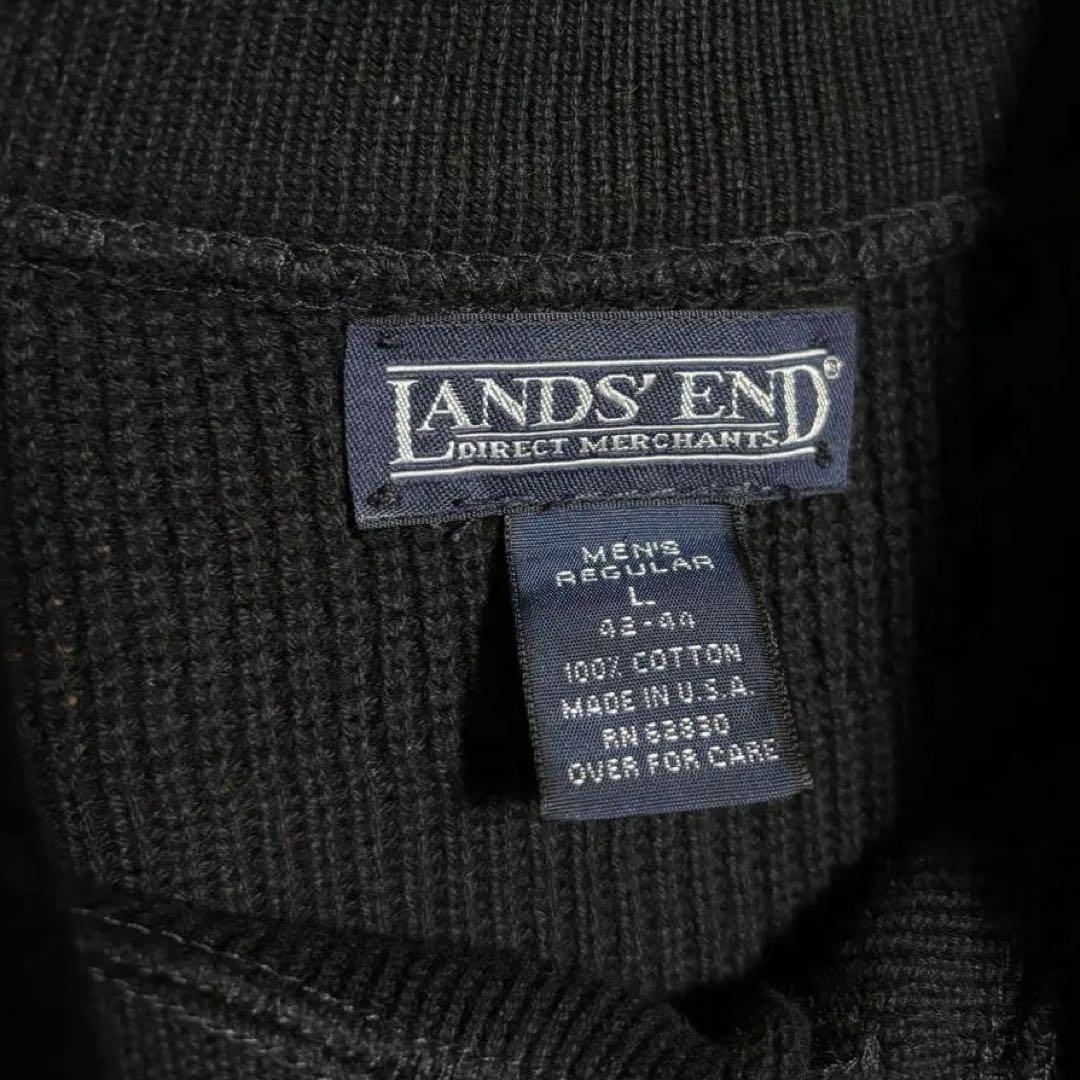 LANDS' END®
DIRECT MERCHANTS
MEN'S
REGULAR
L
42-44
100% COTTON
MADE IN U.S.A.
RN 62830
OVER FOR CARE